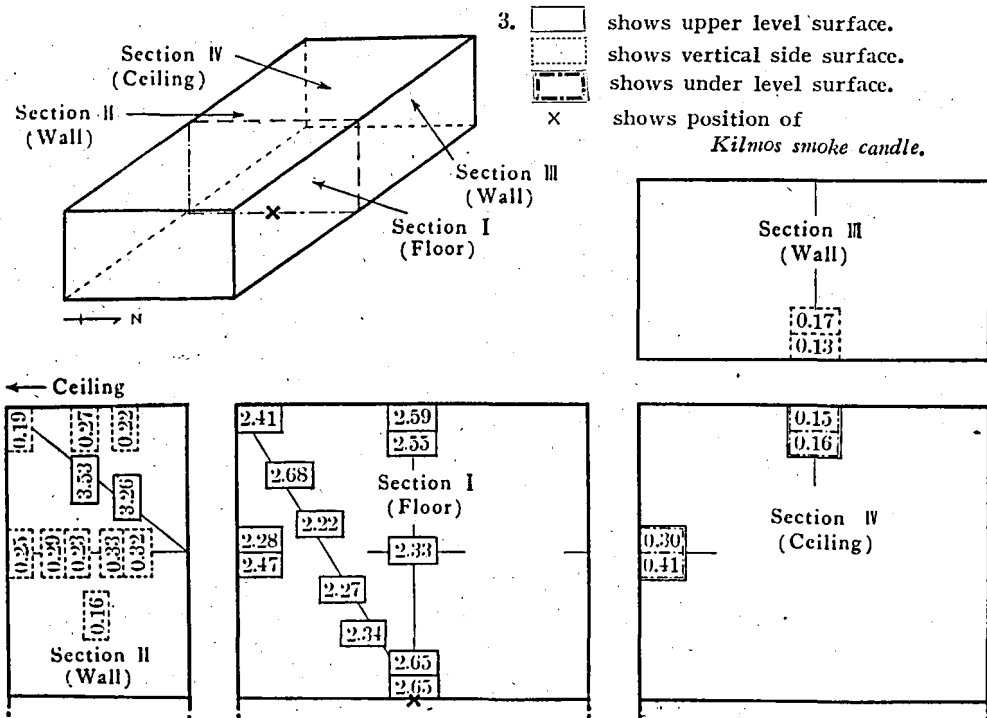 Section IV
(Ceiling)
Section II
(Wall)
Section III
(Wall)
Section I
(Floor)
N
3. shows upper level surface.
shows vertical side surface.
shows under level surface.
× shows position of
Kilmos smoke candle.
Section III
(Wall)
0.17
0.13
← Ceiling
0.19
0.27
0.22
3.53
3.26
0.25
0.20
0.23
0.33
0.32
0.16
Section II
(Wall)
2.41
2.59
2.55
2.68
Section I
(Floor)
2.22
2.28
2.47
2.33
2.27
2.34
2.65
2.65
×
0.15
0.16
Section IV
(Ceiling)
0.30
0.41